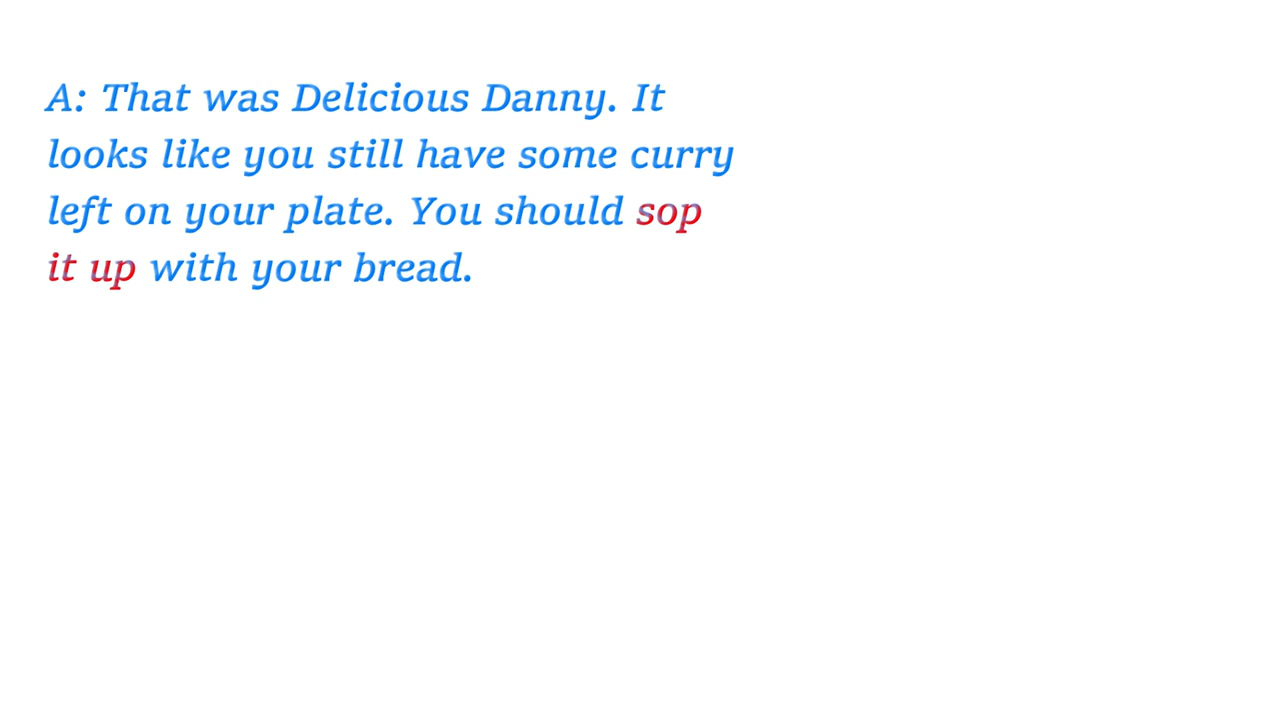 A: That was Delicious Danny. It
looks like you still have some curry
left on your plate. You should sop
it up with your bread.